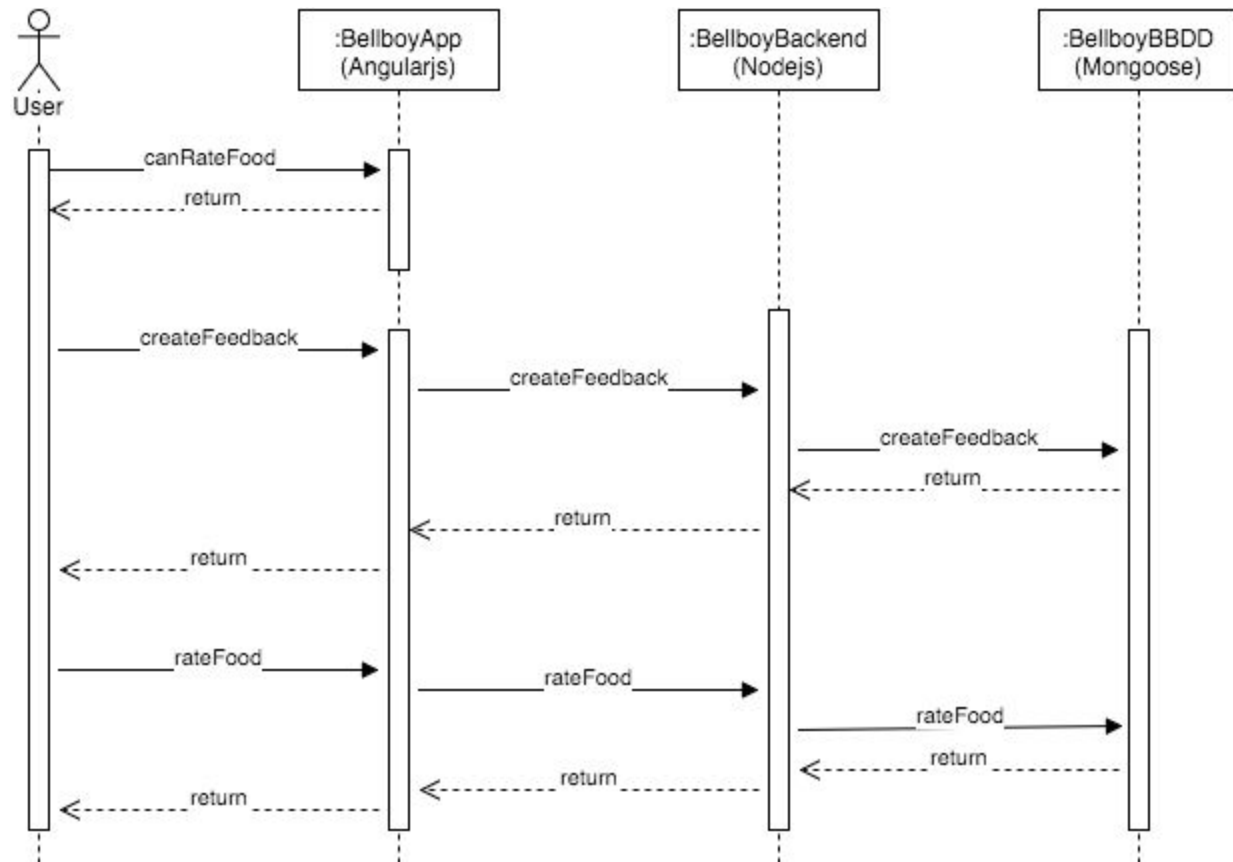 :BellboyApp
(Angularjs)
:BellboyBackend
(Nodejs)
:BellboyBBDD
(Mongoose)
User
canRateFood
return
createFeedback
createFeedback
createFeedback
return
return
return
rateFood
rateFood
rateFood
return
return
return